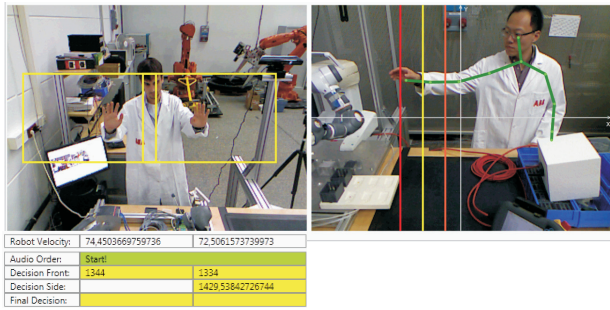 Robot Velocity: 74,4503669759736 72,5061573739973
Audio Order: Start!
Decision Front: 1344 1334
Decision Side: 1429,53842726744
Final Decision:
x